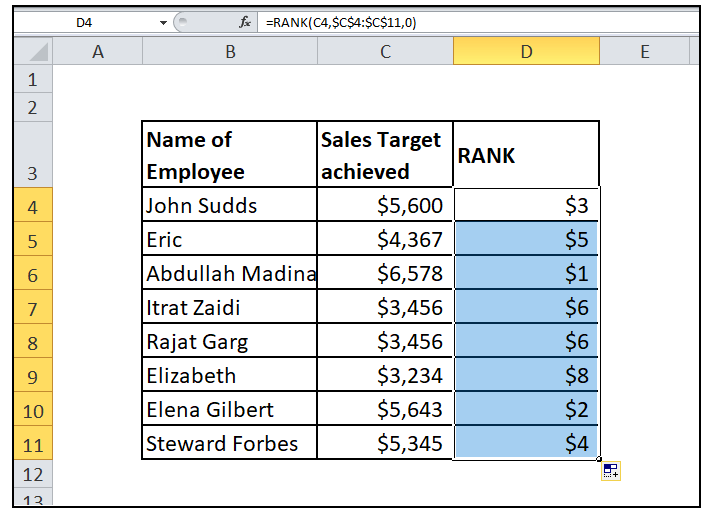 D4 fx =RANK(C4,$C$4:$C$11,0)
A B C D E
1
2
3 Name of Employee Sales Target achieved RANK
4 John Sudds $5,600 $3
5 Eric $4,367 $5
6 Abdullah Madina $6,578 $1
7 Itrat Zaidi $3,456 $6
8 Rajat Garg $3,456 $6
9 Elizabeth $3,234 $8
10 Elena Gilbert $5,643 $2
11 Steward Forbes $5,345 $4
12
13